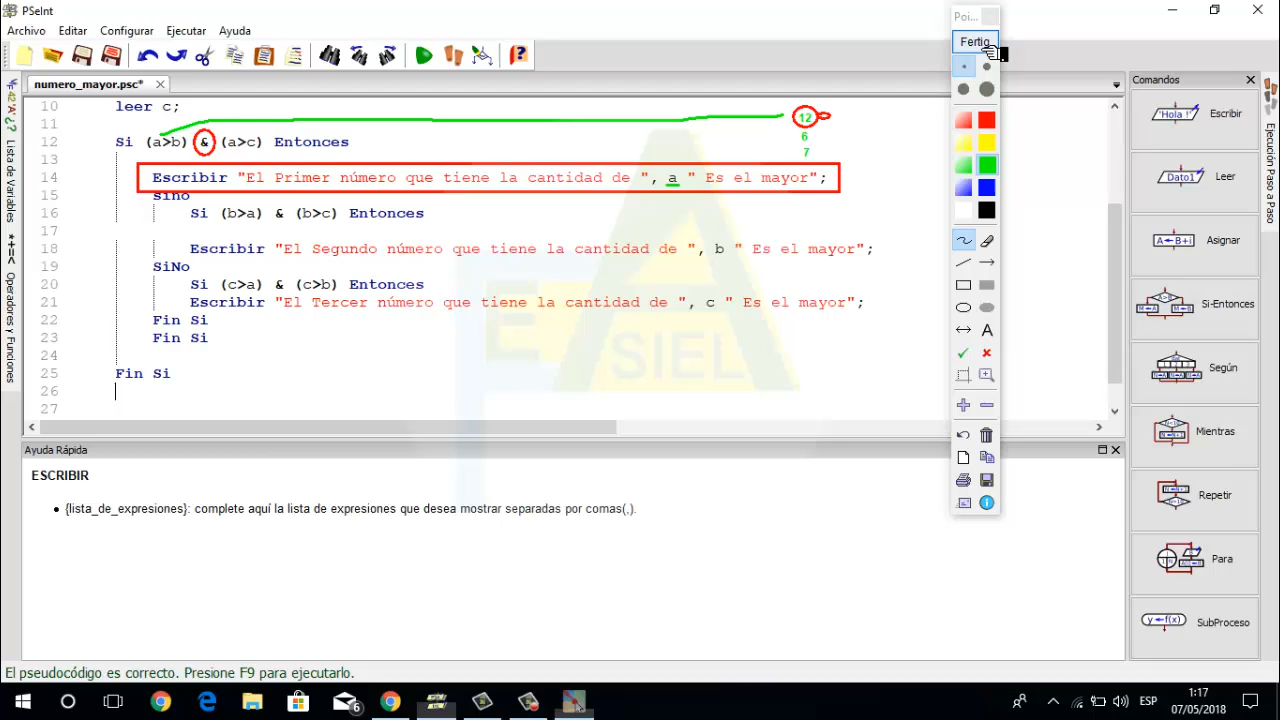 PSeInt
Archivo Editar Configurar Ejecutar Ayuda
numero_mayor.psc*
10 leer c;
11
12 Si (a>b) & (a>c) Entonces
13
14 Escribir "El Primer número que tiene la cantidad de ", a " Es el mayor";
15 sino
16 Si (b>a) & (b>c) Entonces
17
18 Escribir "El Segundo número que tiene la cantidad de ", b " Es el mayor";
19 SiNo
20 Si (c>a) & (c>b) Entonces
21 Escribir "El Tercer número que tiene la cantidad de ", c " Es el mayor";
22 Fin Si
23 Fin Si
24
25 Fin Si
26
27
12
6
7
Lista de Variables
Operadores y Funciones
Poi...
Fertig
A
Comandos
'Hola !' Escribir
Dato1 Leer
A←B+i Asignar
Si-Entonces
Según
Mientras
Repetir
Para
y←f(x) SubProceso
Ejecución Paso a Paso
E A SIEL
Ayuda Rápida
ESCRIBIR
• {lista_de_expresiones}: complete aquí la lista de expresiones que desea mostrar separadas por comas(,).
El pseudocódigo es correcto. Presione F9 para ejecutarlo.
6
ESP
1:17
07/05/2018